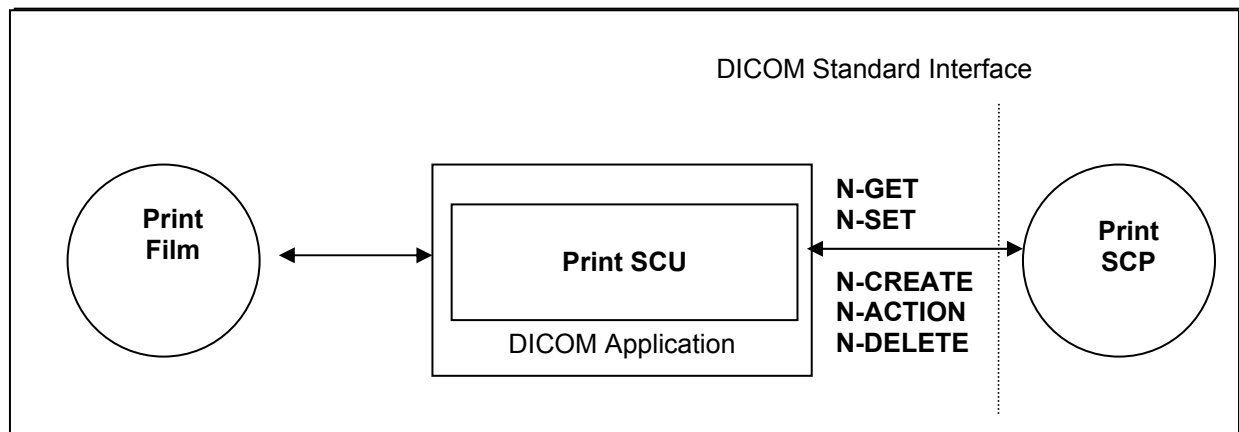 DICOM Standard Interface
Print
Film
Print SCU
DICOM Application
N-GET
N-SET
N-CREATE
N-ACTION
N-DELETE
Print
SCP